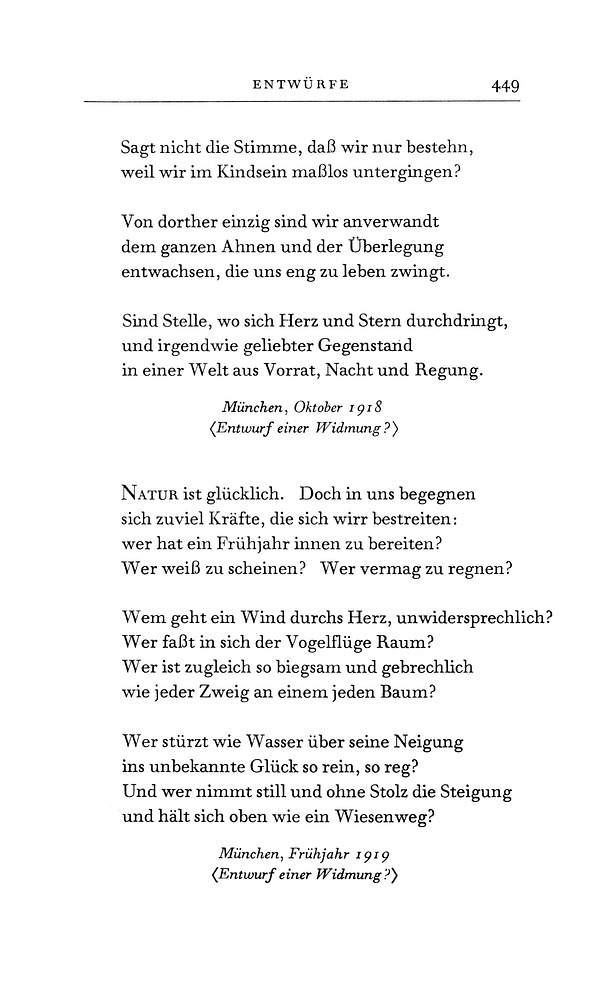 ENTWÜRFE 449
Sagt nicht die Stimme, daß wir nur bestehn,
weil wir im Kindsein maßlos untergingen?
Von dorther einzig sind wir anverwandt
dem ganzen Ahnen und der Überlegung
entwachsen, die uns eng zu leben zwingt.
Sind Stelle, wo sich Herz und Stern durchdringt,
und irgendwie geliebter Gegenstand
in einer Welt aus Vorrat, Nacht und Regung.
München, Oktober 1918
⟨Entwurf einer Widmung?⟩
NATUR ist glücklich. Doch in uns begegnen
sich zuviel Kräfte, die sich wirr bestreiten:
wer hat ein Frühjahr innen zu bereiten?
Wer weiß zu scheinen? Wer vermag zu regnen?
Wem geht ein Wind durchs Herz, unwidersprechlich?
Wer faßt in sich der Vogelflüge Raum?
Wer ist zugleich so biegsam und gebrechlich
wie jeder Zweig an einem jeden Baum?
Wer stürzt wie Wasser über seine Neigung
ins unbekannte Glück so rein, so reg?
Und wer nimmt still und ohne Stolz die Steigung
und hält sich oben wie ein Wiesenweg?
München, Frühjahr 1919
⟨Entwurf einer Widmung?⟩